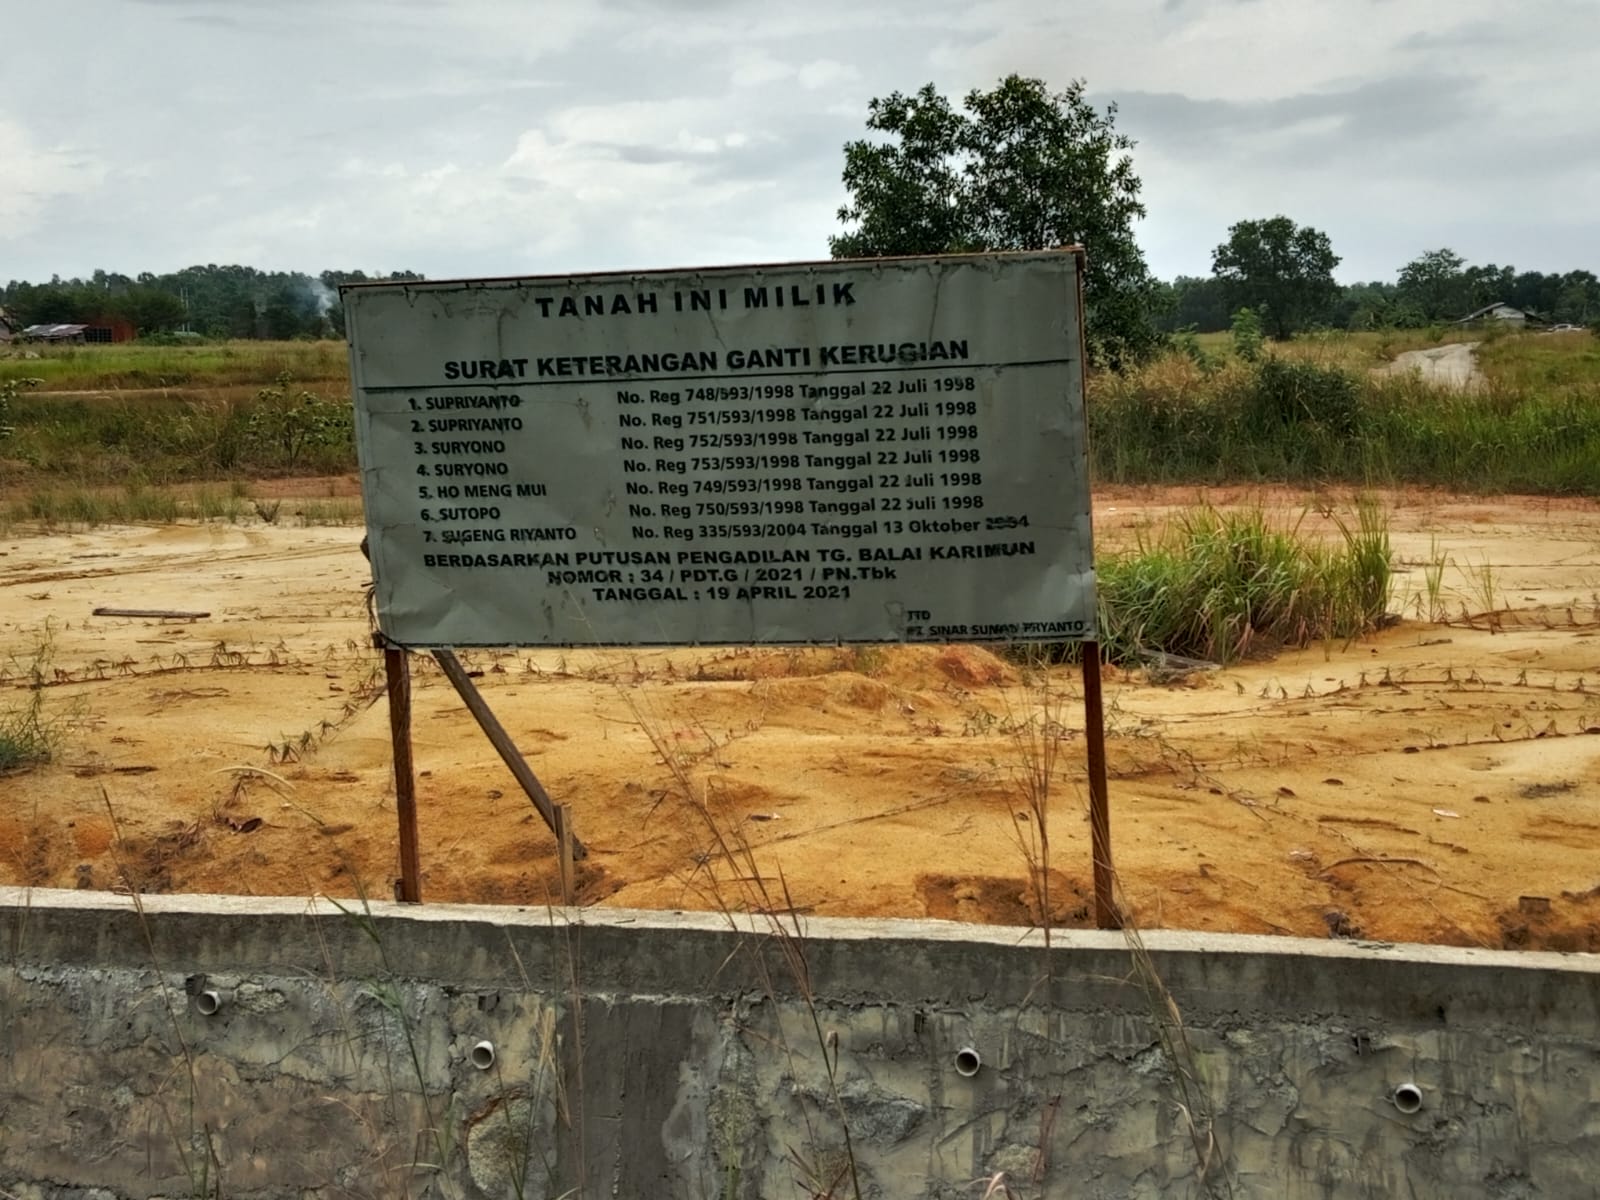 TANAH INI MILIK
SURAT KETERANGAN GANTI KERUGIAN
1. SUPRIYANTO No. Reg 748/593/1998 Tanggal 22 Juli 1998
2. SUPRIYANTO No. Reg 751/593/1998 Tanggal 22 Juli 1998
3. SURYONO No. Reg 752/593/1998 Tanggal 22 Juli 1998
4. SURYONO No. Reg 753/593/1998 Tanggal 22 Juli 1998
5. HO MENG MUI No. Reg 749/593/1998 Tanggal 22 Juli 1998
6. SUTOPO No. Reg 750/593/1998 Tanggal 22 Juli 1998
7. SUGENG RIYANTO No. Reg 335/593/2004 Tanggal 13 Oktober
BERDASARKAN PUTUSAN PENGADILAN TG. BALAI KARIMUN
NOMOR : 34 / PDT.G / 2021 / PN.Tbk
TANGGAL : 19 APRIL 2021
TTD
PT. SINAR